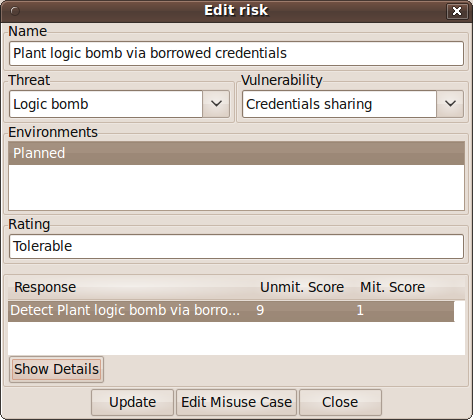 Edit risk
Name
Plant logic bomb via borrowed credentials
Threat Vulnerability
Logic bomb Credentials sharing
Environments
Planned
Rating
Tolerable
Response Unmit. Score Mit. Score
Detect Plant logic bomb via borro... 9 1
Show Details
Update Edit Misuse Case Close